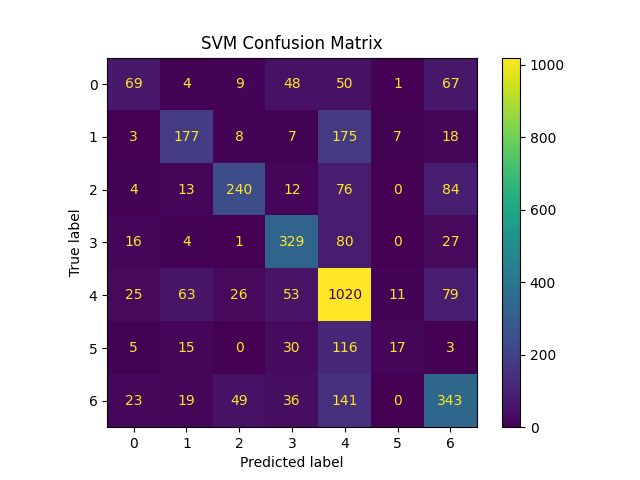 SVM Confusion Matrix
True label
0 69 4 9 48 50 1 67
1 3 177 8 7 175 7 18
2 4 13 240 12 76 0 84
3 16 4 1 329 80 0 27
4 25 63 26 53 1020 11 79
5 5 15 0 30 116 17 3
6 23 19 49 36 141 0 343
0 1 2 3 4 5 6
Predicted label
1000
800
600
400
200
0